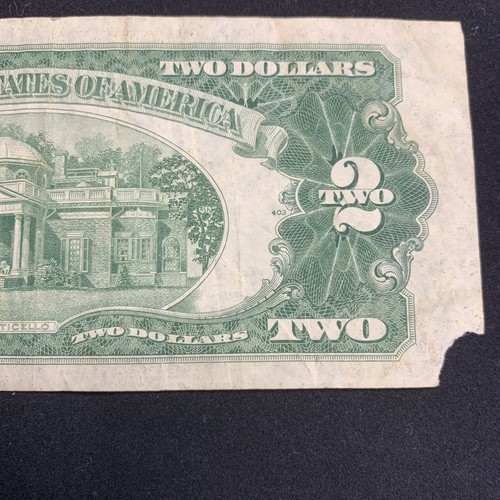 TWO DOLLARS
TATES OF AMERICA
2
TWO
403
TICELLO
TWO DOLLARS
TWO